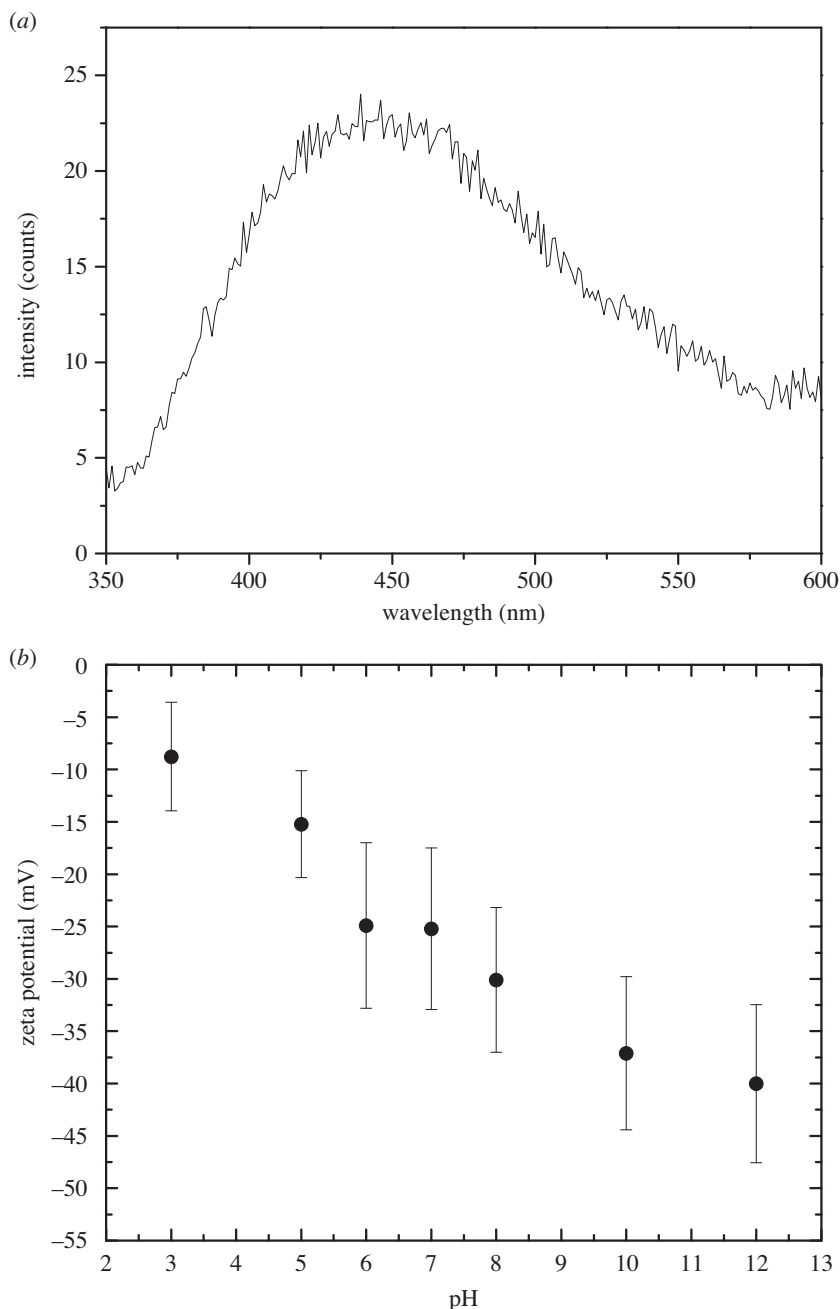 (a)
25
20
15
10
5
0
intensity (counts)
350 400 450 500 550 600
wavelength (nm)
(b)
0
–5
–10
–15
–20
–25
–30
–35
–40
–45
–50
–55
zeta potential (mV)
2 3 4 5 6 7 8 9 10 11 12 13
pH